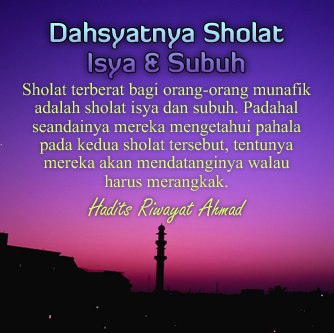 Dahsyatnya Sholat
Isya & Subuh
Sholat terberat bagi orang-orang munafik
adalah sholat isya dan subuh. Padahal
seandainya mereka mengetahui pahala
pada kedua sholat tersebut, tentunya
mereka akan mendatanginya walau
harus merangkak.
Hadits Riwayat Ahmad